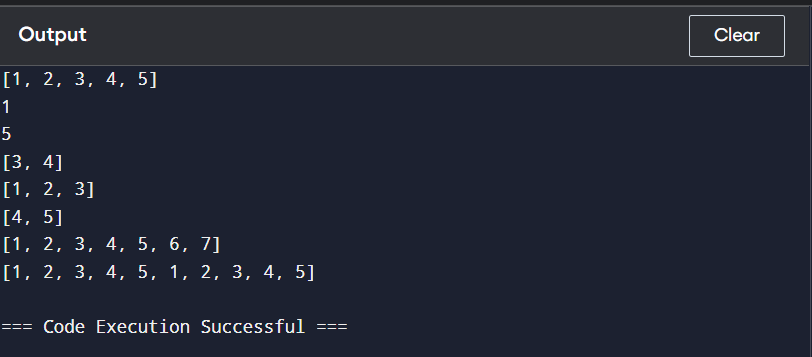 Output
Clear
[1, 2, 3, 4, 5]
1
5
[3, 4]
[1, 2, 3]
[4, 5]
[1, 2, 3, 4, 5, 6, 7]
[1, 2, 3, 4, 5, 1, 2, 3, 4, 5]
=== Code Execution Successful ===